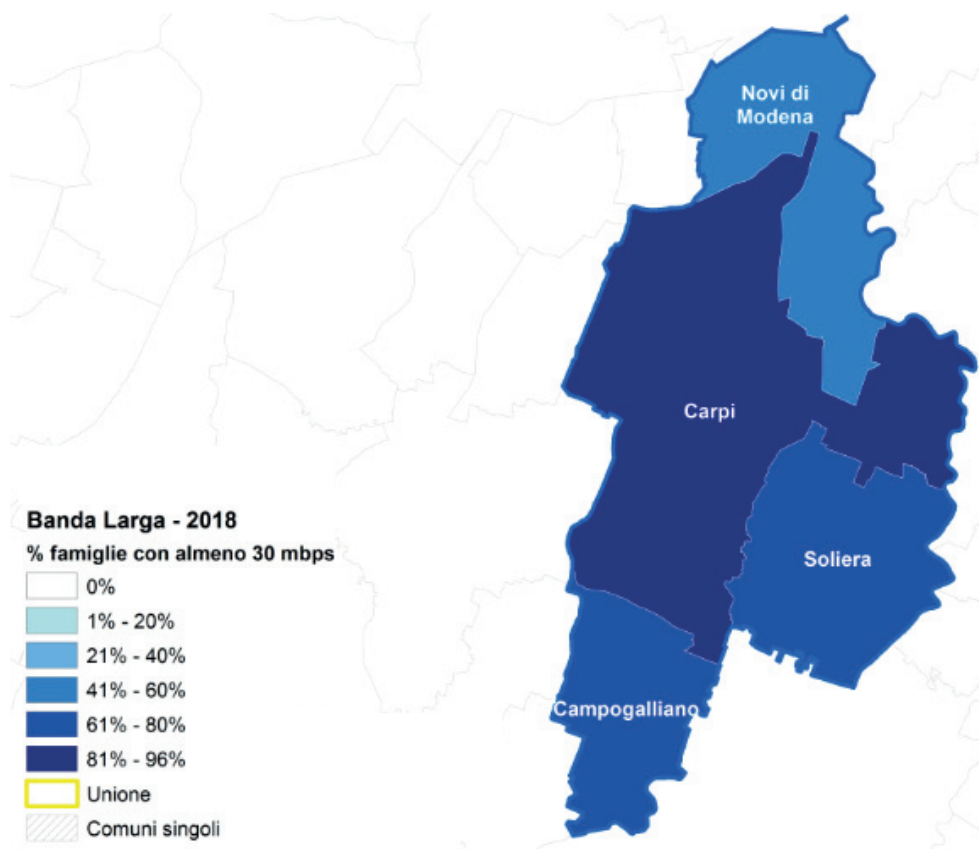 Novi di
Modena
Carpi
Soliera
Campogalliano
Banda Larga - 2018
% famiglie con almeno 30 mbps
0%
1% - 20%
21% - 40%
41% - 60%
61% - 80%
81% - 96%
Unione
Comuni singoli